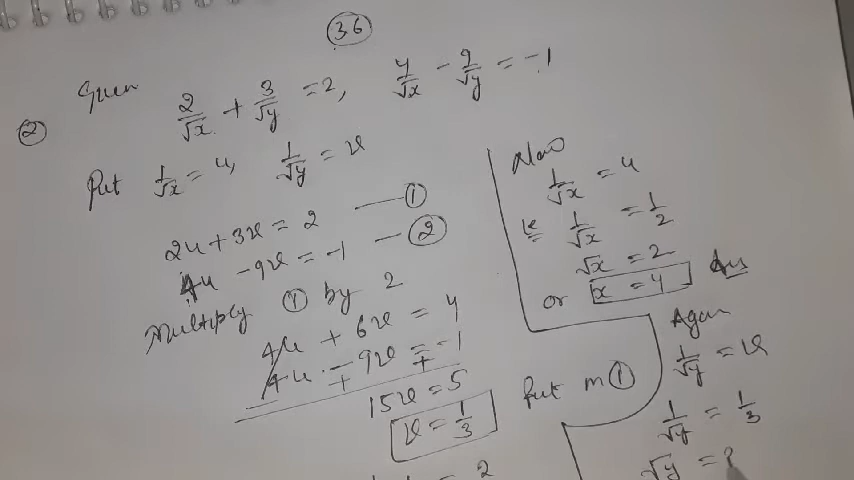 36
Given
② 2/√x + 3/√y = 2, 4/√x - 9/√y = -1
Put 1/√x = u, 1/√y = v
2u + 3v = 2 —— ①
4u - 9v = -1 — ②
Multiply ① by 2
4u + 6v = 4
4u - 9v = -1
- + +
15v = 5
v = 1/3
Put in ①
= 2
Now
1/√x = u
ie 1/√x = 1/2
√x = 2
or x = 4 Ans
Again
1/√y = v
1/√y = 1/3
√y =